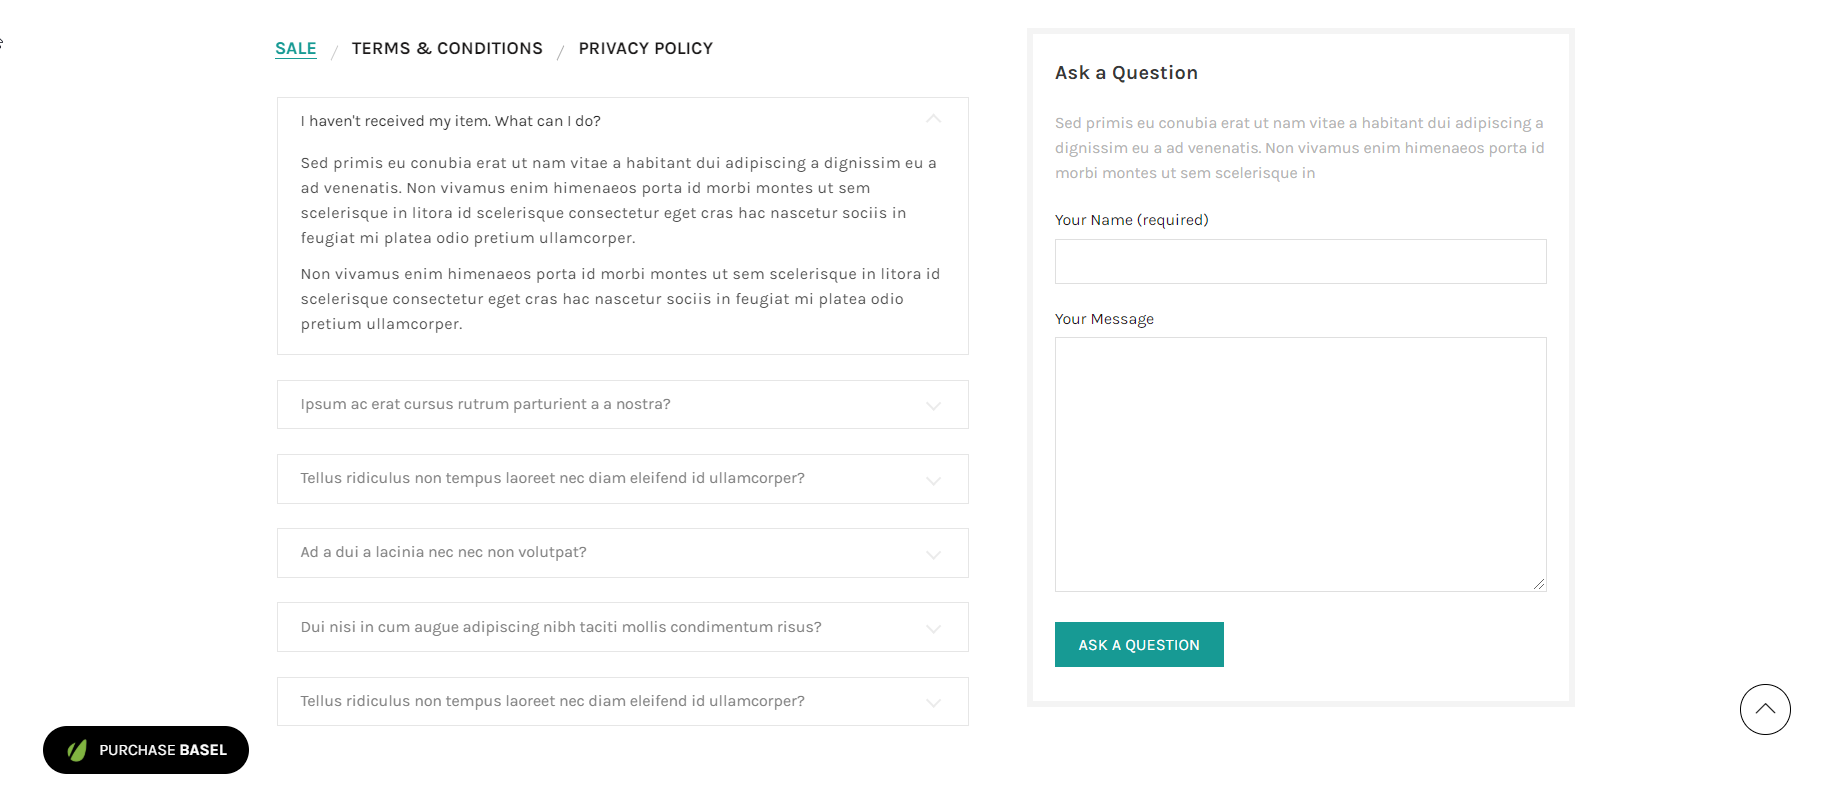 SALE / TERMS & CONDITIONS / PRIVACY POLICY
I haven't received my item. What can I do?
Sed primis eu conubia erat ut nam vitae a habitant dui adipiscing a dignissim eu a
ad venenatis. Non vivamus enim himenaeos porta id morbi montes ut sem
scelerisque in litora id scelerisque consectetur eget cras hac nascetur sociis in
feugiat mi platea odio pretium ullamcorper.
Non vivamus enim himenaeos porta id morbi montes ut sem scelerisque in litora id
scelerisque consectetur eget cras hac nascetur sociis in feugiat mi platea odio
pretium ullamcorper.
Ipsum ac erat cursus rutrum parturient a a nostra?
Tellus ridiculus non tempus laoreet nec diam eleifend id ullamcorper?
Ad a dui a lacinia nec nec non volutpat?
Dui nisi in cum augue adipiscing nibh taciti mollis condimentum risus?
Tellus ridiculus non tempus laoreet nec diam eleifend id ullamcorper?
Ask a Question
Sed primis eu conubia erat ut nam vitae a habitant dui adipiscing a
dignissim eu a ad venenatis. Non vivamus enim himenaeos porta id
morbi montes ut sem scelerisque in
Your Name (required)
Your Message
ASK A QUESTION
PURCHASE BASEL